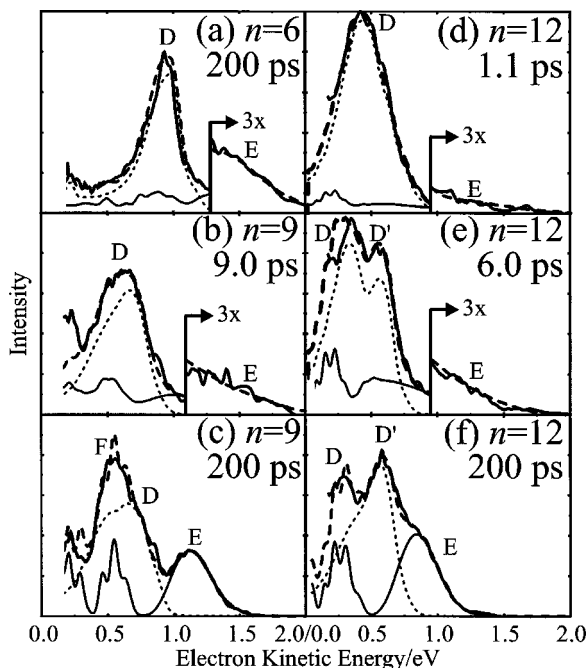 (a) n=6
200 ps
D
3x
E
(d) n=12
1.1 ps
D
3x
E
(b) n=9
9.0 ps
D
3x
E
(e) n=12
6.0 ps
D D'
3x
E
(c) n=9
200 ps
F
D
E
(f) n=12
200 ps
D
D'
E
Intensity
0.0 0.5 1.0 1.5 2.0/0.0 0.5 1.0 1.5 2.0
Electron Kinetic Energy/eV